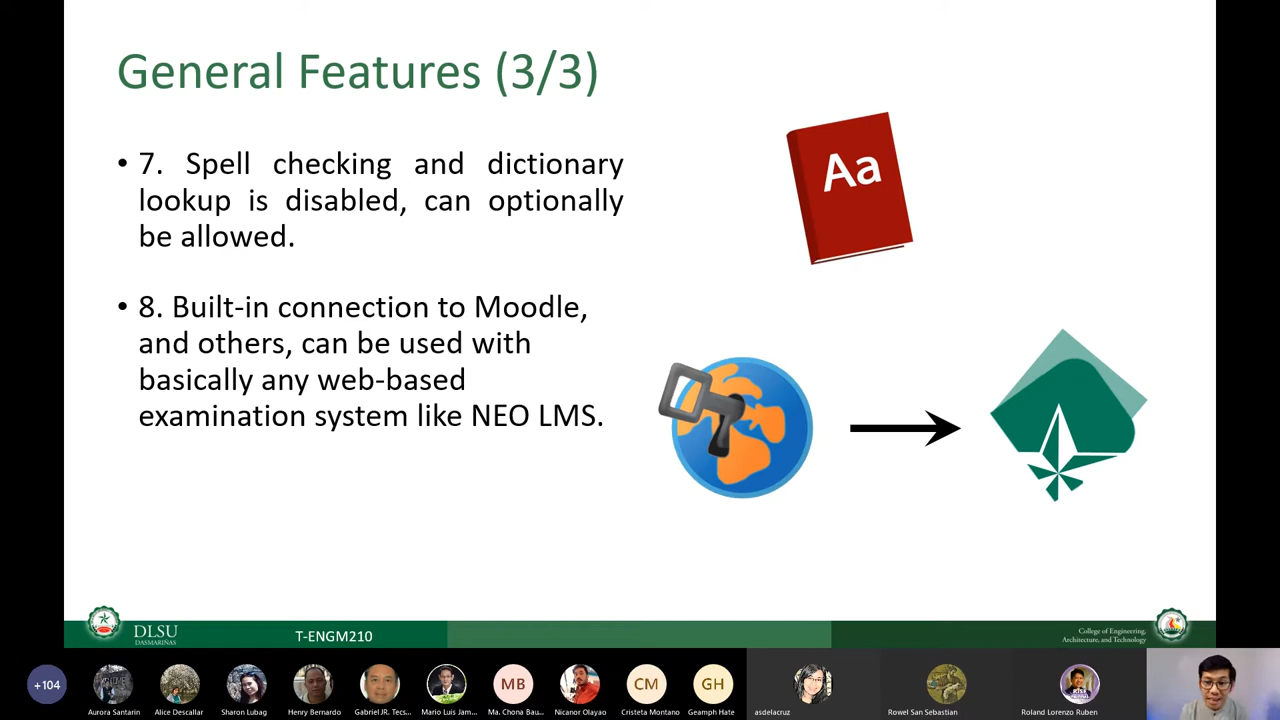 General Features (3/3)
• 7. Spell checking and dictionary
lookup is disabled, can optionally
be allowed.
• 8. Built-in connection to Moodle,
and others, can be used with
basically any web-based
examination system like NEO LMS.
Aa
DLSU
DASMARIÑAS
T-ENGM210
College of Engineering,
Architecture, and Technology
+104
Aurora Santarin
Alice Descallar
Sharon Lubag
Henry Bernardo
Gabriel JR. Tecs...
Mario Luis Jam...
MB
Ma. Chona Bau...
Nicanor Olayao
CM
Cristeta Montano
GH
Geamph Hate
asdelacruz
Rowel San Sebastian
Roland Lorenzo Ruben